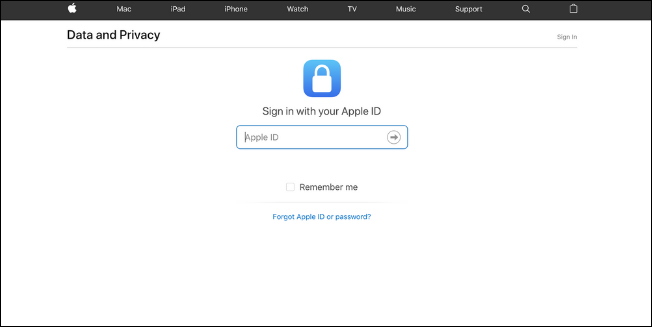 Mac iPad iPhone Watch TV Music Support
Data and Privacy
Sign In
Sign in with your Apple ID
Apple ID
Remember me
Forgot Apple ID or password?